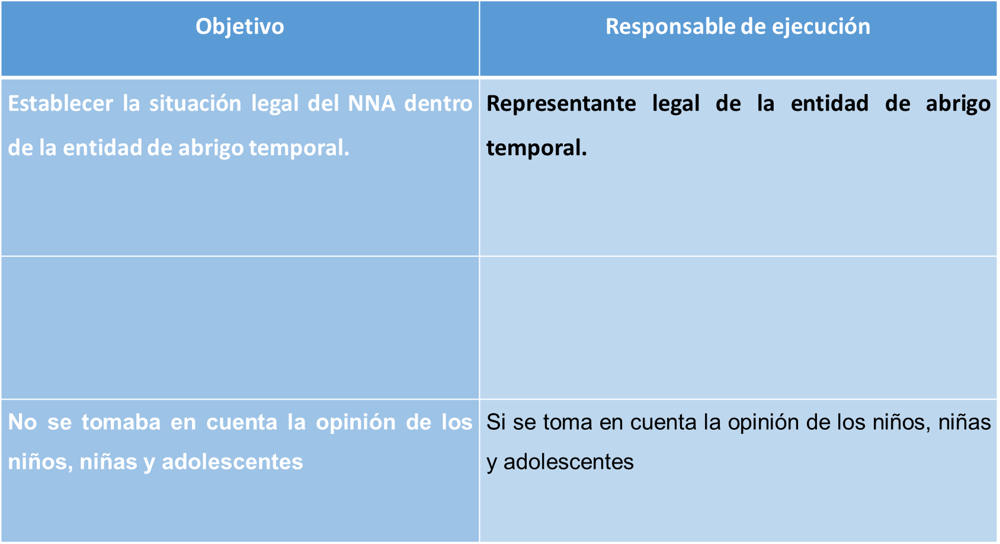 Objetivo
Responsable de ejecución
Establecer la situación legal del NNA dentro
de la entidad de abrigo temporal.
Representante legal de la entidad de abrigo
temporal.
No se tomaba en cuenta la opinión de los
niños, niñas y adolescentes
Si se toma en cuenta la opinión de los niños, niñas
y adolescentes